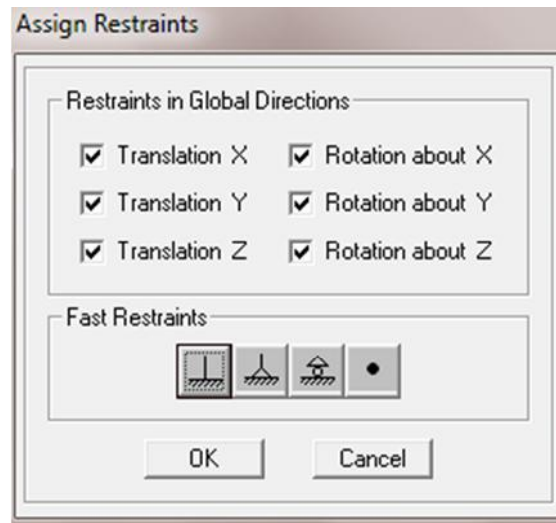 Assign Restraints
Restraints in Global Directions
Translation X Rotation about X
Translation Y Rotation about Y
Translation Z Rotation about Z
Fast Restraints
OK Cancel